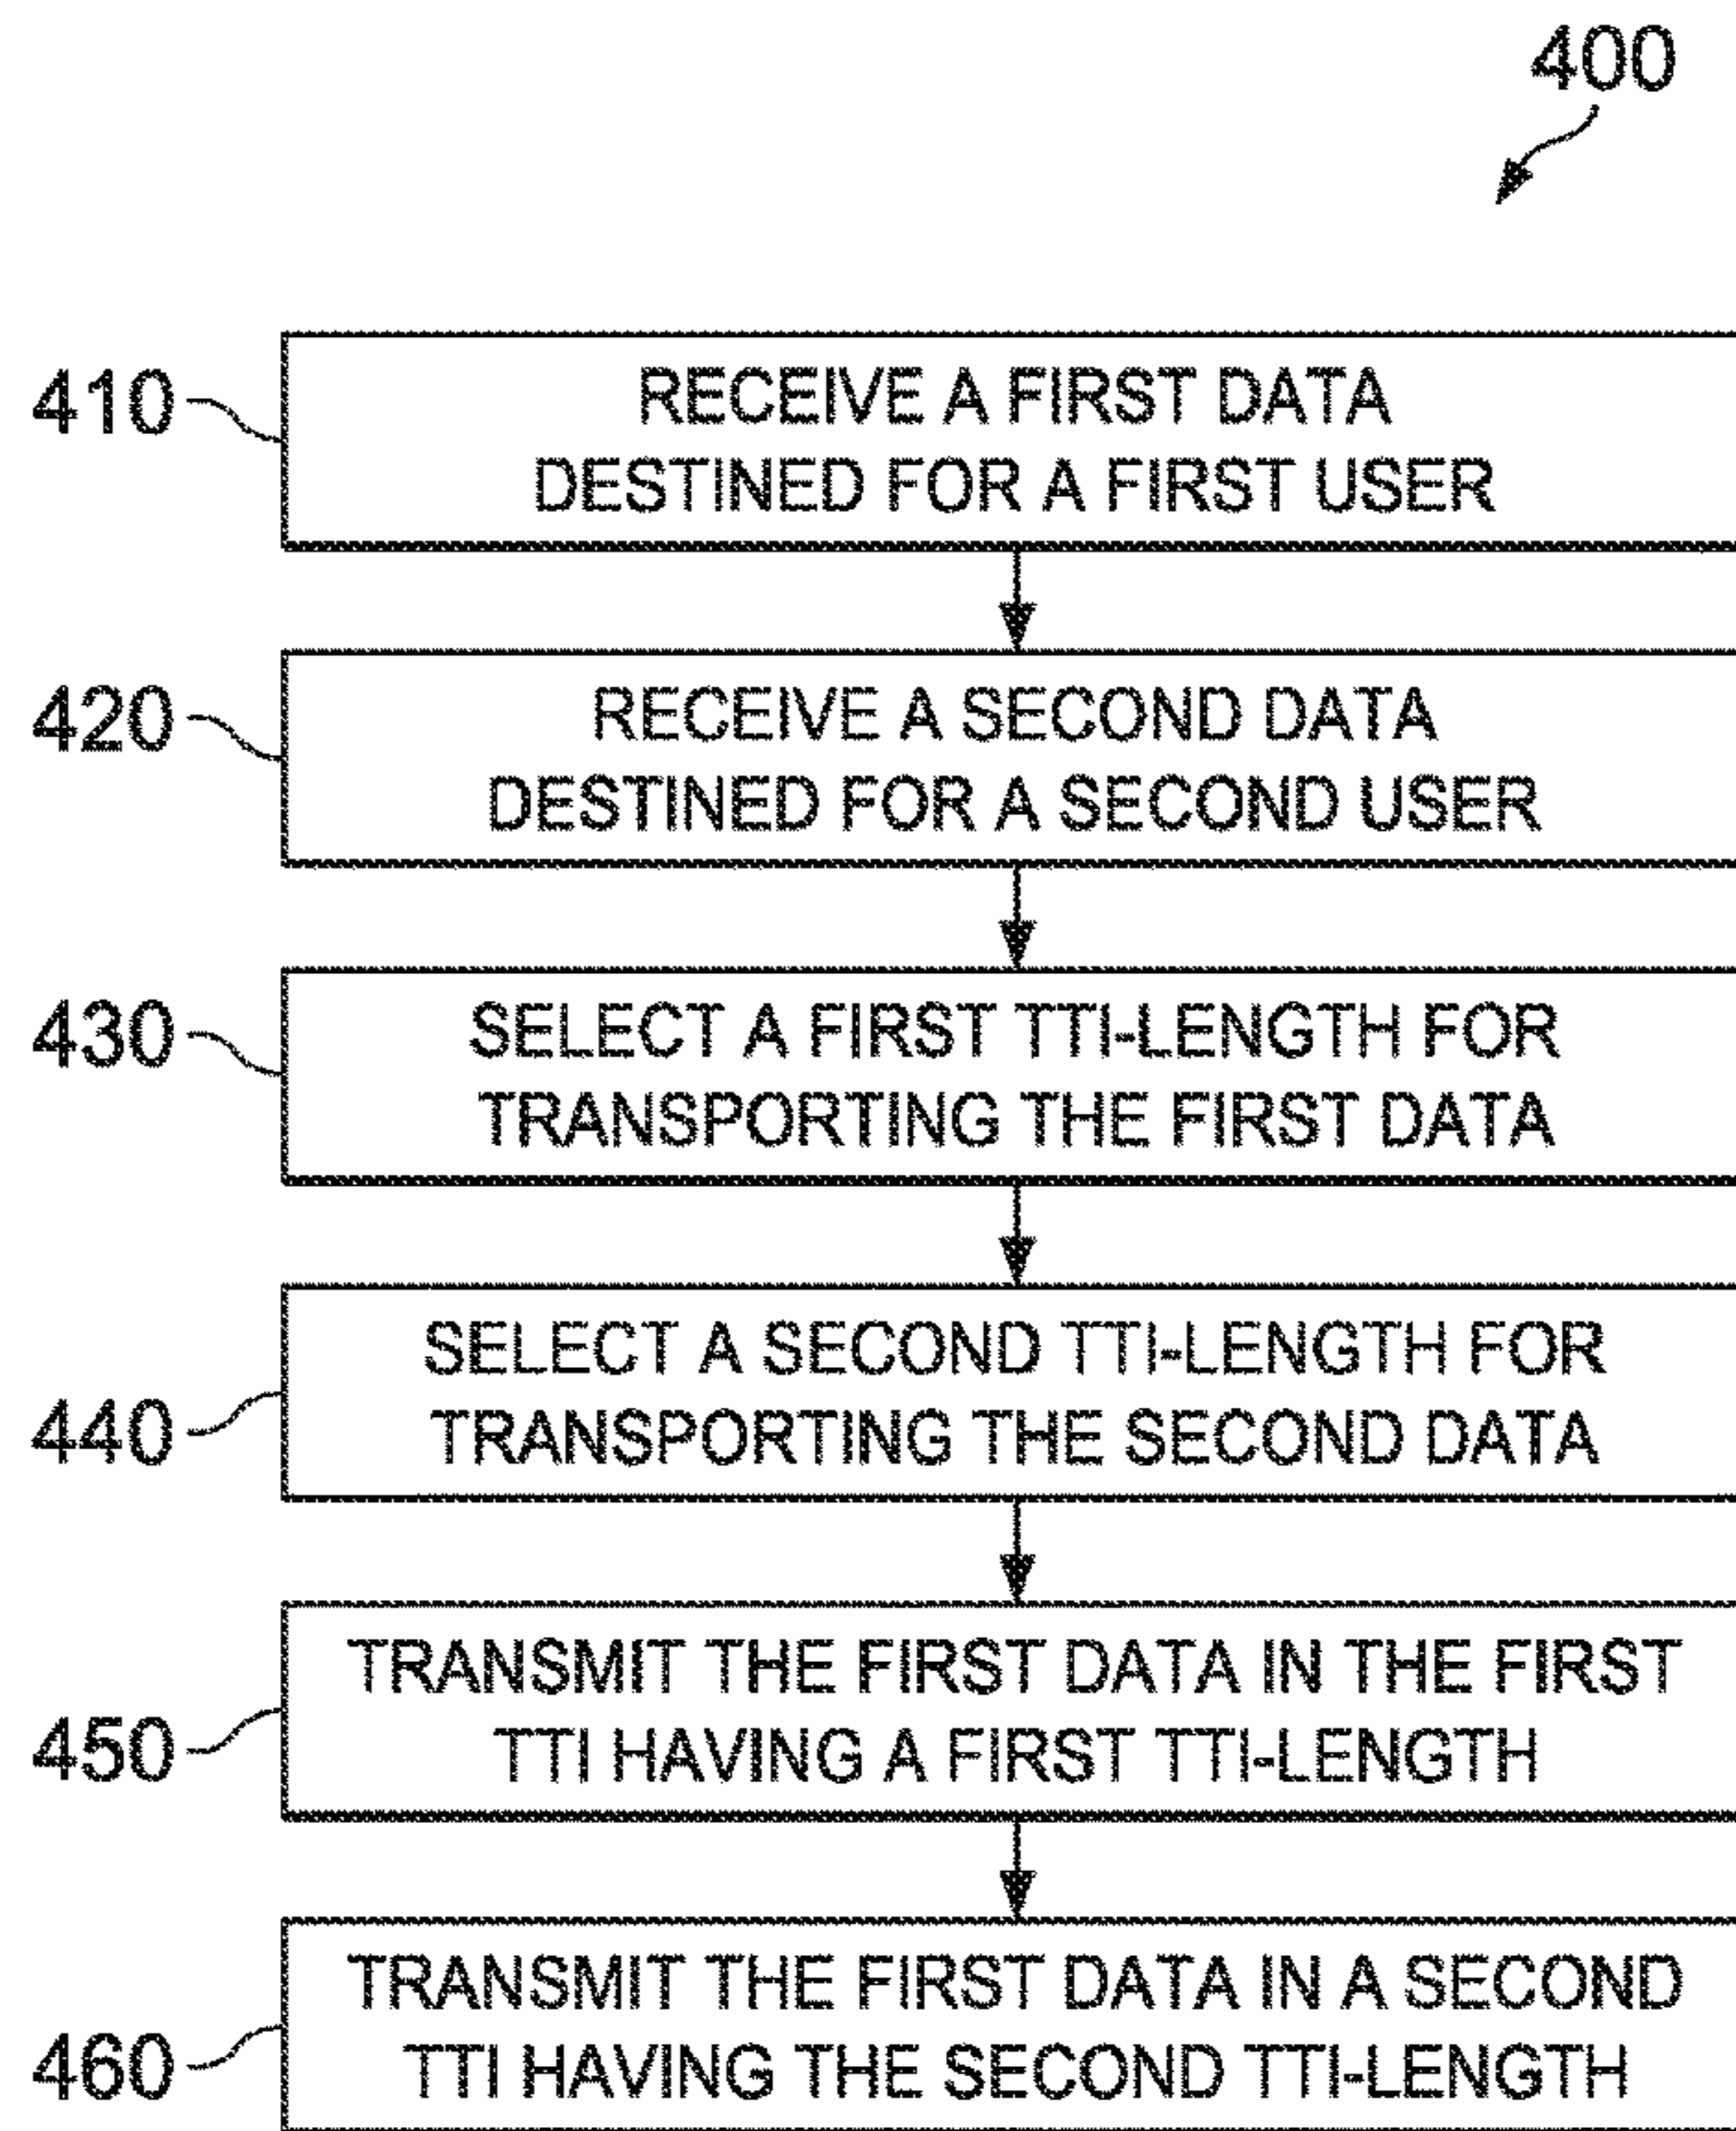 400
410
RECEIVE A FIRST DATA
DESTINED FOR A FIRST USER
420
RECEIVE A SECOND DATA
DESTINED FOR A SECOND USER
430
SELECT A FIRST TTI-LENGTH FOR
TRANSPORTING THE FIRST DATA
440
SELECT A SECOND TTI-LENGTH FOR
TRANSPORTING THE SECOND DATA
450
TRANSMIT THE FIRST DATA IN THE FIRST
TTI HAVING A FIRST TTI-LENGTH
460
TRANSMIT THE FIRST DATA IN A SECOND
TTI HAVING THE SECOND TTI-LENGTH